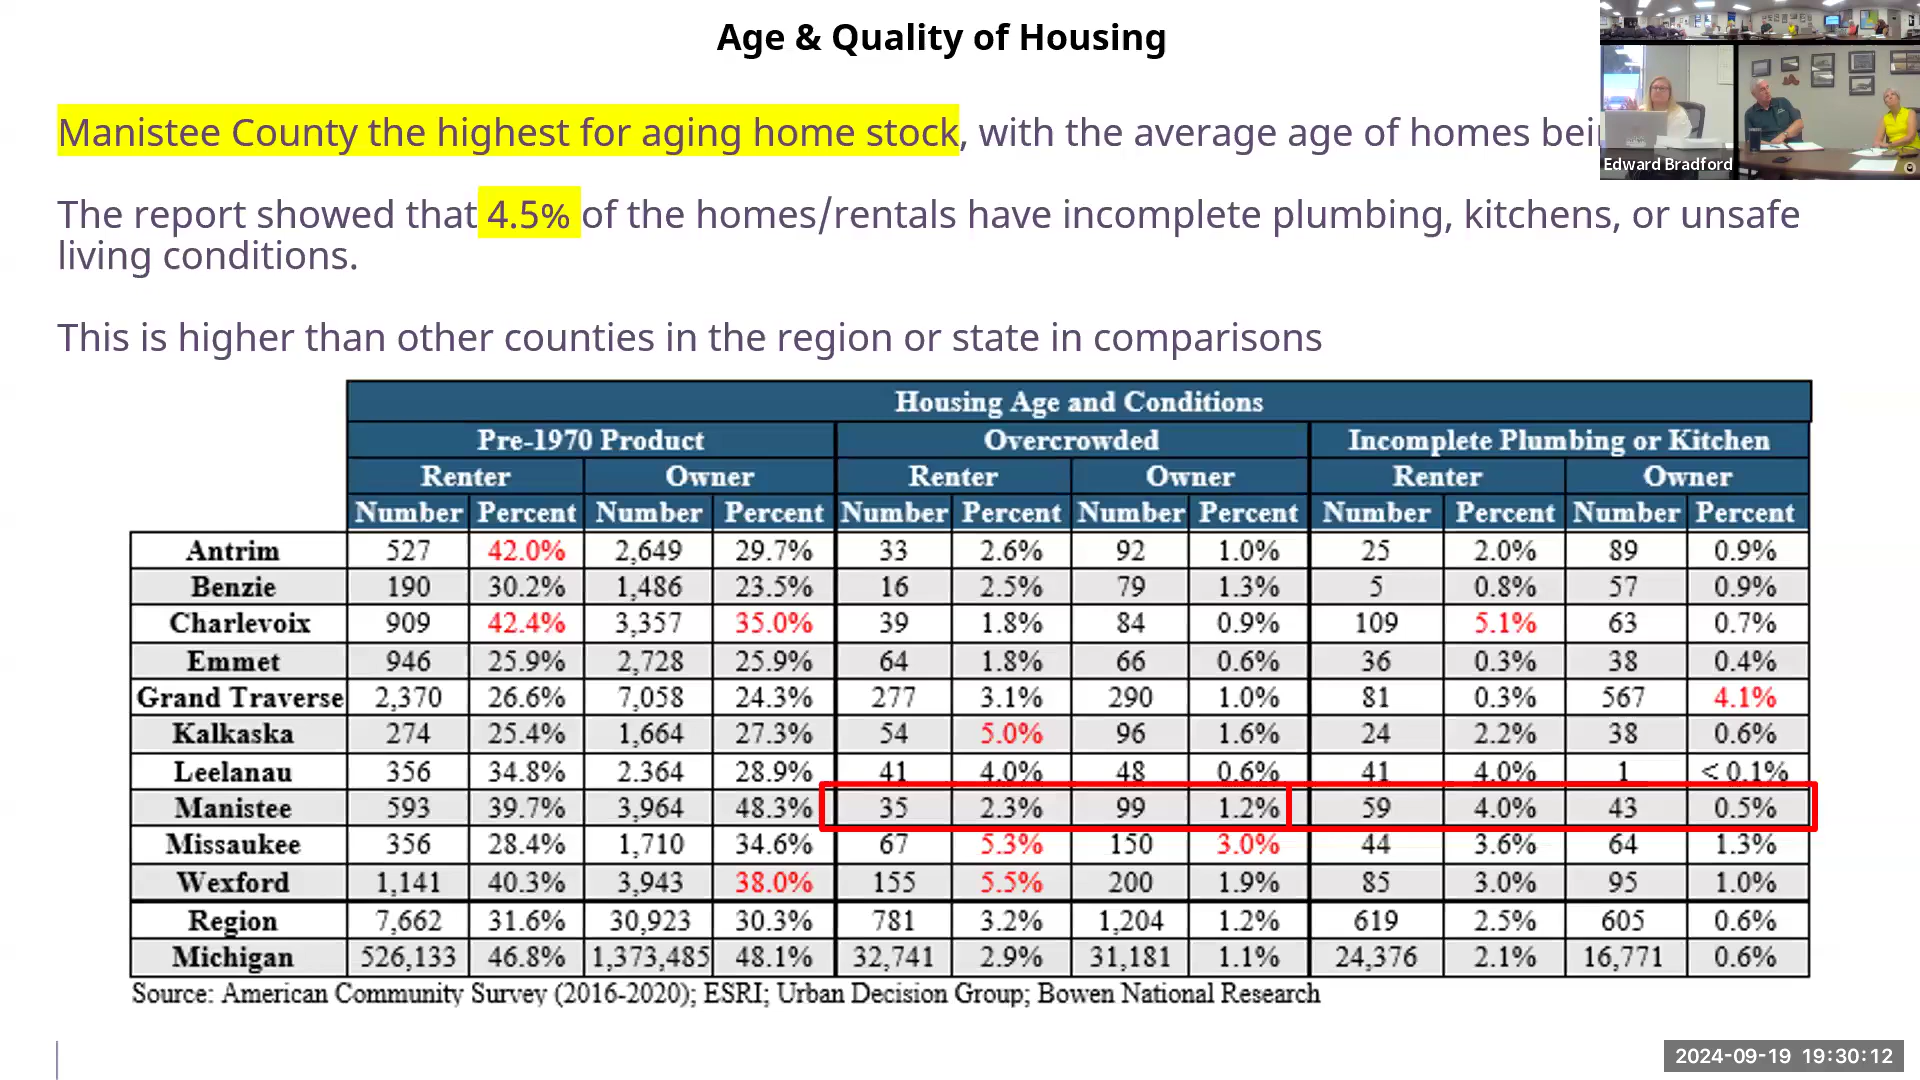 Age & Quality of Housing
Manistee County the highest for aging home stock, with the average age of homes
Edward Bradford
The report showed that 4.5% of the homes/rentals have incomplete plumbing, kitchens, or unsafe
living conditions.
This is higher than other counties in the region or state in comparisons
Housing Age and Conditions
Pre-1970 Product Overcrowded Incomplete Plumbing or Kitchen
Renter Owner Renter Owner Renter Owner
Number Percent Number Percent Number Percent Number Percent Number Percent Number Percent
Antrim 527 42.0% 2,649 29.7% 33 2.6% 92 1.0% 25 2.0% 89 0.9%
Benzie 190 30.2% 1,486 23.5% 16 2.5% 79 1.3% 5 0.8% 57 0.9%
Charlevoix 909 42.4% 3,357 35.0% 39 1.8% 84 0.9% 109 5.1% 63 0.7%
Emmet 946 25.9% 2,728 25.9% 64 1.8% 66 0.6% 36 0.3% 38 0.4%
Grand Traverse 2,370 26.6% 7,058 24.3% 277 3.1% 290 1.0% 81 0.3% 567 4.1%
Kalkaska 274 25.4% 1,664 27.3% 54 5.0% 96 1.6% 24 2.2% 38 0.6%
Leelanau 356 34.8% 2.364 28.9% 41 4.0% 48 0.6% 41 4.0% 1 < 0.1%
Manistee 593 39.7% 3,964 48.3% 35 2.3% 99 1.2% 59 4.0% 43 0.5%
Missaukee 356 28.4% 1,710 34.6% 67 5.3% 150 3.0% 44 3.6% 64 1.3%
Wexford 1,141 40.3% 3,943 38.0% 155 5.5% 200 1.9% 85 3.0% 95 1.0%
Region 7,662 31.6% 30,923 30.3% 781 3.2% 1,204 1.2% 619 2.5% 605 0.6%
Michigan 526,133 46.8% 1,373,485 48.1% 32,741 2.9% 31,181 1.1% 24,376 2.1% 16,771 0.6%
Source: American Community Survey (2016-2020); ESRI; Urban Decision Group; Bowen National Research
2024-09-19 19:30:12